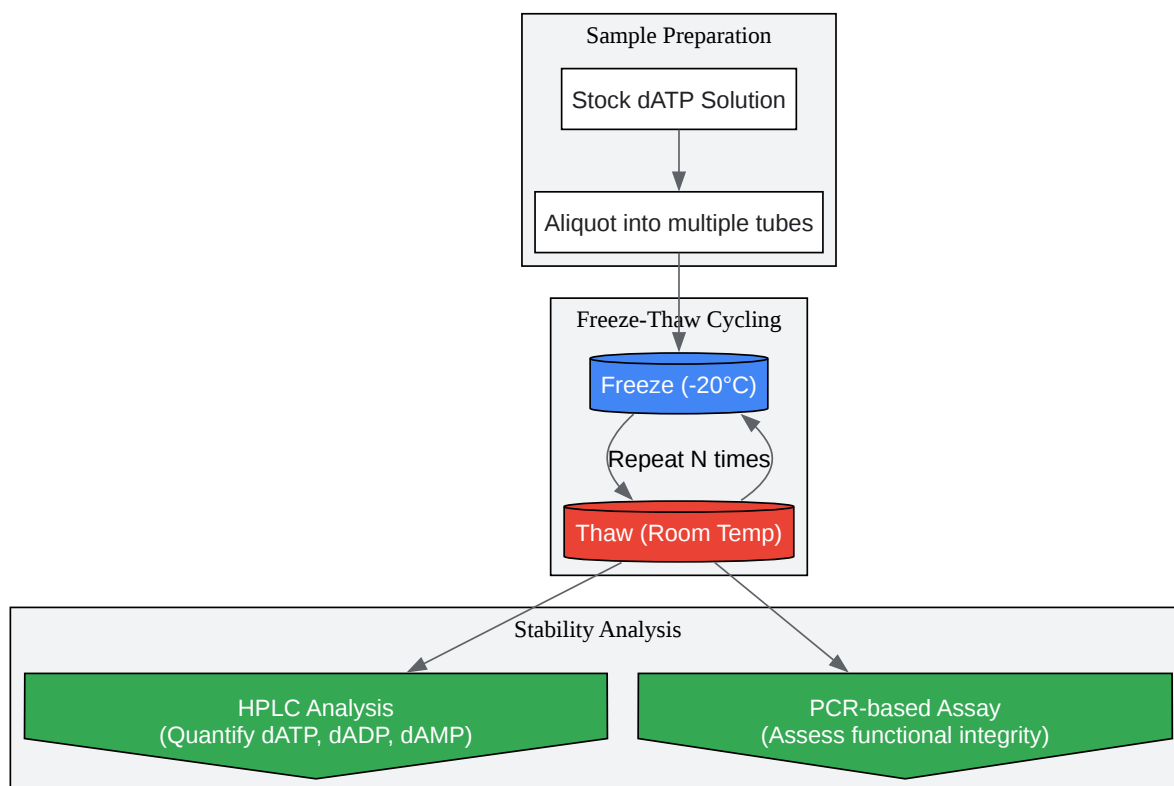 Sample Preparation
Stock dATP Solution
Aliquot into multiple tubes
Freeze-Thaw Cycling
Freeze (-20°C)
Repeat N times
Thaw (Room Temp)
Stability Analysis
HPLC Analysis
(Quantify dATP, dADP, dAMP)
PCR-based Assay
(Assess functional integrity)